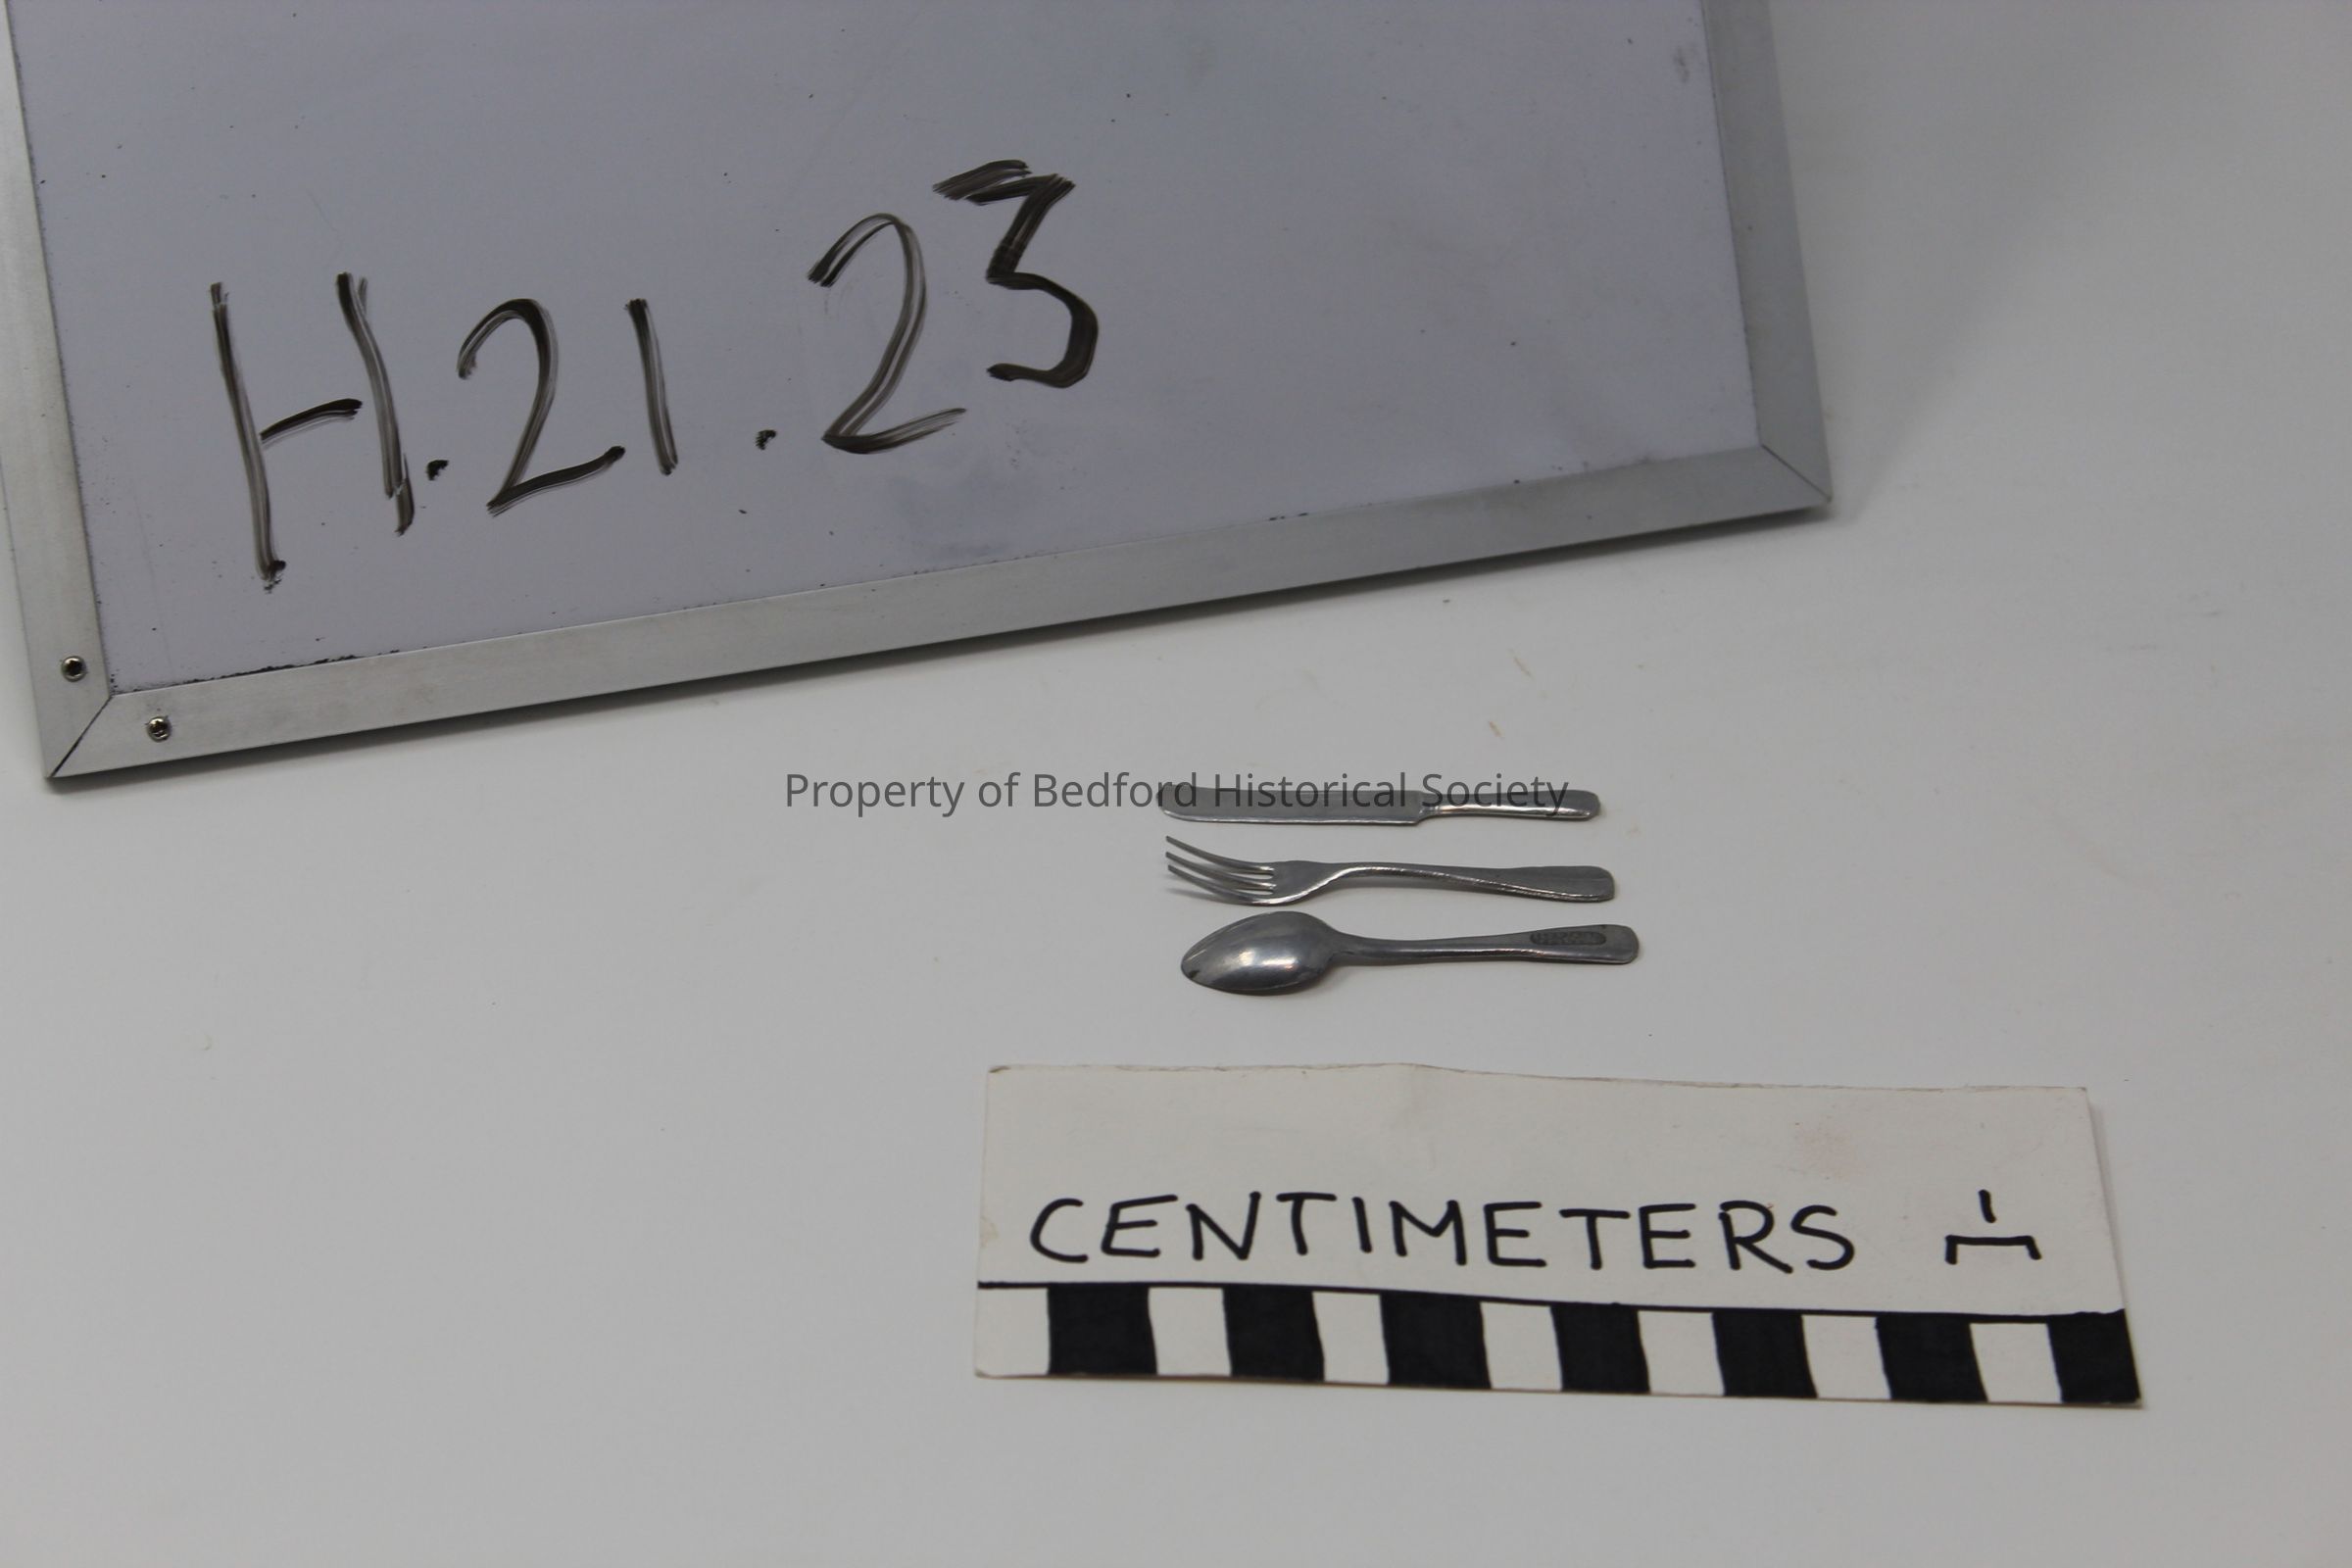 H.21.23
Property of Bedford Historical Society
CENTIMETERS 1